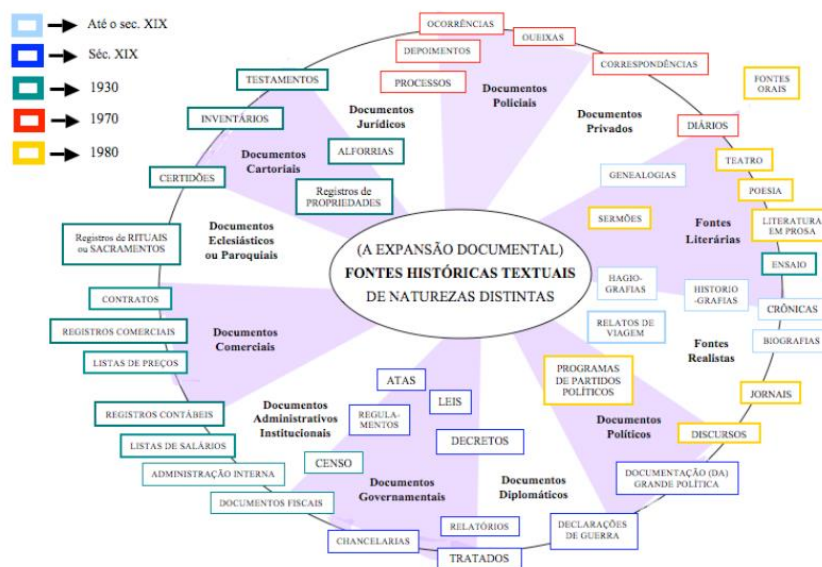 Até o sec. XIX
Séc. XIX
1930
1970
1980
OCORRÊNCIAS
QUEIXAS
DEPOIMENTOS
CORRESPONDÊNCIAS
PROCESSOS
TESTAMENTOS
FONTES
ORAIS
Documentos
Policiais
Documentos
Jurídicos
Documentos
Privados
INVENTÁRIOS
DIÁRIOS
ALFORRIAS
TEATRO
Documentos
Cartoriais
CERTIDÕES
GENEALOGIAS
POESIA
Registros de
PROPRIEDADES
SERMÕES
Fontes
Literárias
LITERATURA
EM PROSA
Documentos
Eclesiásticos
ou Paroquiais
Registros de RITUAIS
ou SACRAMENTOS
(A EXPANSÃO DOCUMENTAL)
FONTES HISTÓRICAS TEXTUAIS
DE NATUREZAS DISTINTAS
ENSAIO
HAGIO-
GRAFIAS
HISTORIO
-GRAFIAS
CONTRATOS
CRÔNICAS
REGISTROS COMERCIAIS
Documentos
Comerciais
RELATOS DE
VIAGEM
BIOGRAFIAS
Fontes
Realistas
LISTAS DE PREÇOS
PROGRAMAS
DE PARTIDOS
POLÍTICOS
ATAS
LEIS
JORNAIS
REGISTROS CONTÁBEIS
Documentos
Administrativos
Institucionais
REGULA-
MENTOS
Documentos
Políticos
DISCURSOS
LISTAS DE SALÁRIOS
DECRETOS
CENSO
ADMINISTRAÇÃO INTERNA
DOCUMENTAÇÃO (DA)
GRANDE POLÍTICA
Documentos
Governamentais
Documentos
Diplomáticos
DOCUMENTOS FISCAIS
RELATÓRIOS
DECLARAÇÕES
DE GUERRA
CHANCELARIAS
TRATADOS